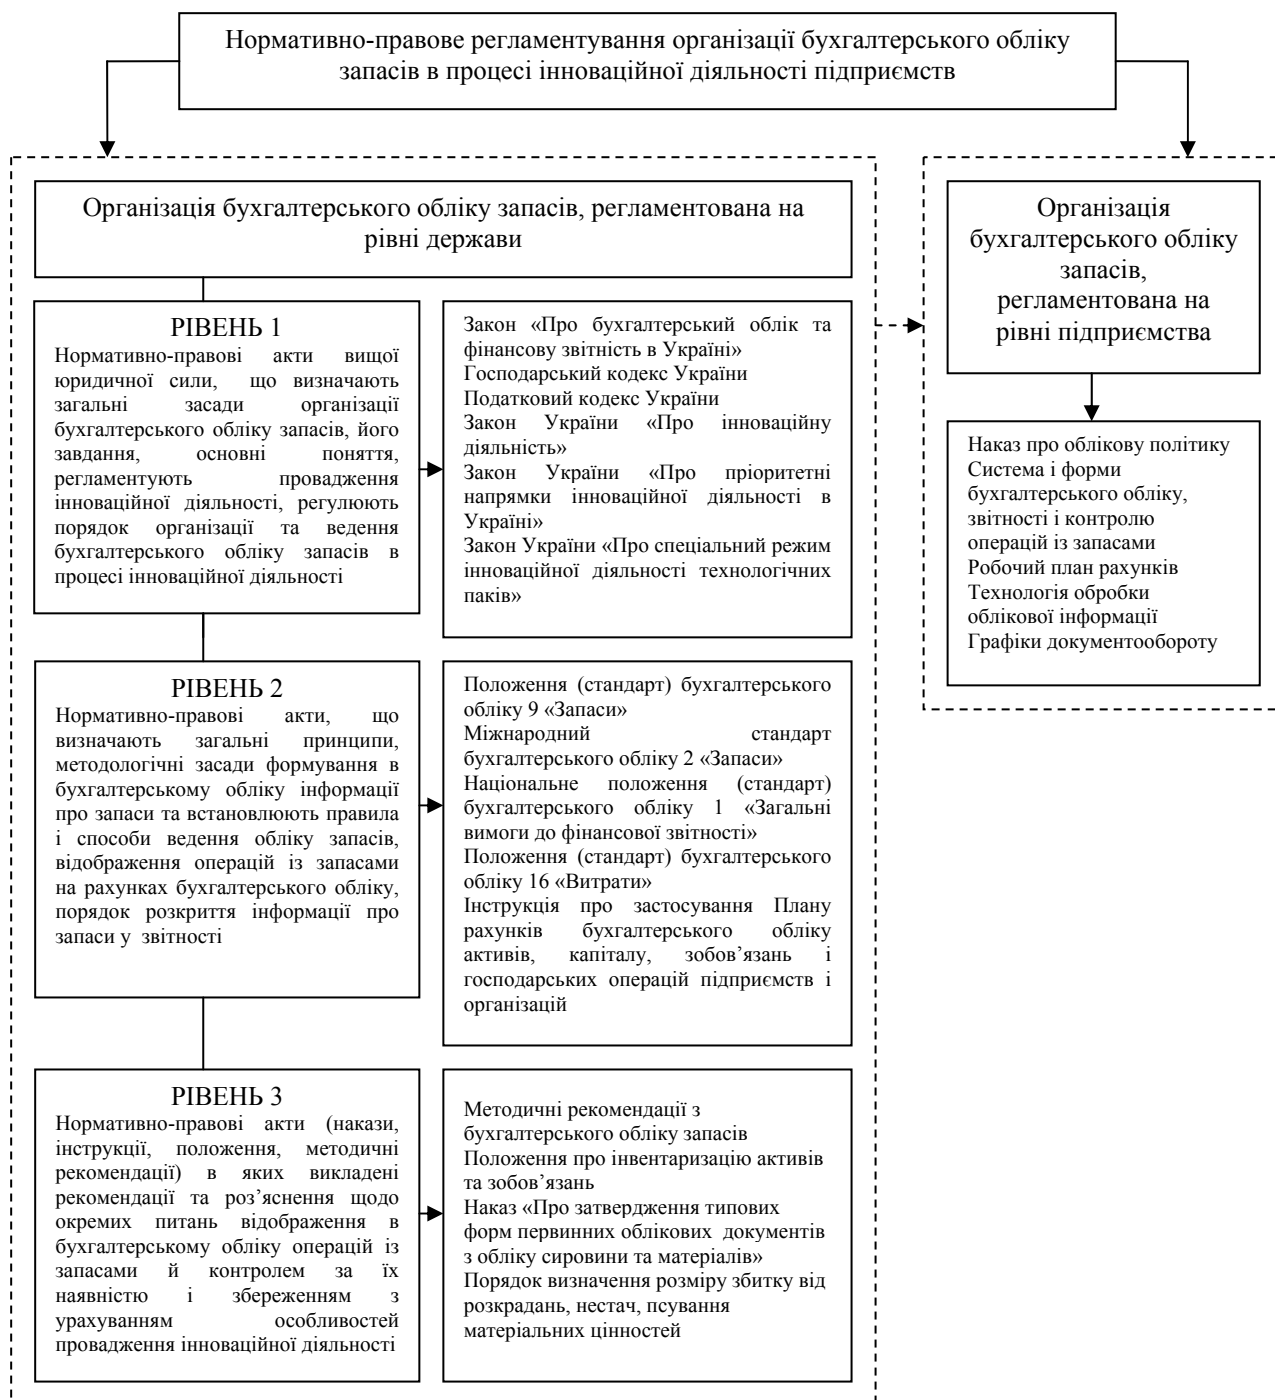 Нормативно-правове регламентування організації бухгалтерського обліку
запасів в процесі інноваційної діяльності підприємств
Організація бухгалтерського обліку запасів, регламентована на
рівні держави
РІВЕНЬ 1
Нормативно-правові акти вищої
юридичної сили, що визначають
загальні засади організації
бухгалтерського обліку запасів, його
завдання, основні поняття,
регламентують провадження
інноваційної діяльності, регулюють
порядок організації та ведення
бухгалтерського обліку запасів в
процесі інноваційної діяльності
Закон «Про бухгалтерський облік та
фінансову звітність в Україні»
Господарський кодекс України
Податковий кодекс України
Закон України «Про інноваційну
діяльність»
Закон України «Про пріоритетні
напрямки інноваційної діяльності в
Україні»
Закон України «Про спеціальний режим
інноваційної діяльності технологічних
паків»
РІВЕНЬ 2
Нормативно-правові акти, що
визначають загальні принципи,
методологічні засади формування в
бухгалтерському обліку інформації
про запаси та встановлюють правила
і способи ведення обліку запасів,
відображення операцій із запасами
на рахунках бухгалтерського обліку,
порядок розкриття інформації про
запаси у звітності
Положення (стандарт) бухгалтерського
обліку 9 «Запаси»
Міжнародний стандарт
бухгалтерського обліку 2 «Запаси»
Національне положення (стандарт)
бухгалтерського обліку 1 «Загальні
вимоги до фінансової звітності»
Положення (стандарт) бухгалтерського
обліку 16 «Витрати»
Інструкція про застосування Плану
рахунків бухгалтерського обліку
активів, капіталу, зобов’язань і
господарських операцій підприємств і
організацій
РІВЕНЬ 3
Нормативно-правові акти (накази,
інструкції, положення, методичні
рекомендації) в яких викладені
рекомендації та роз’яснення щодо
окремих питань відображення в
бухгалтерському обліку операцій із
запасами й контролем за їх
наявністю і збереженням з
урахуванням особливостей
провадження інноваційної діяльності
Методичні рекомендації з
бухгалтерського обліку запасів
Положення про інвентаризацію активів
та зобов’язань
Наказ «Про затвердження типових
форм первинних облікових документів
з обліку сировини та матеріалів»
Порядок визначення розміру збитку від
розкрадань, нестач, псування
матеріальних цінностей
Організація
бухгалтерського обліку
запасів,
регламентована на
рівні підприємства
Наказ про облікову політику
Система і форми
бухгалтерського обліку,
звітності і контролю
операцій із запасами
Робочий план рахунків
Технологія обробки
облікової інформації
Графіки документообороту